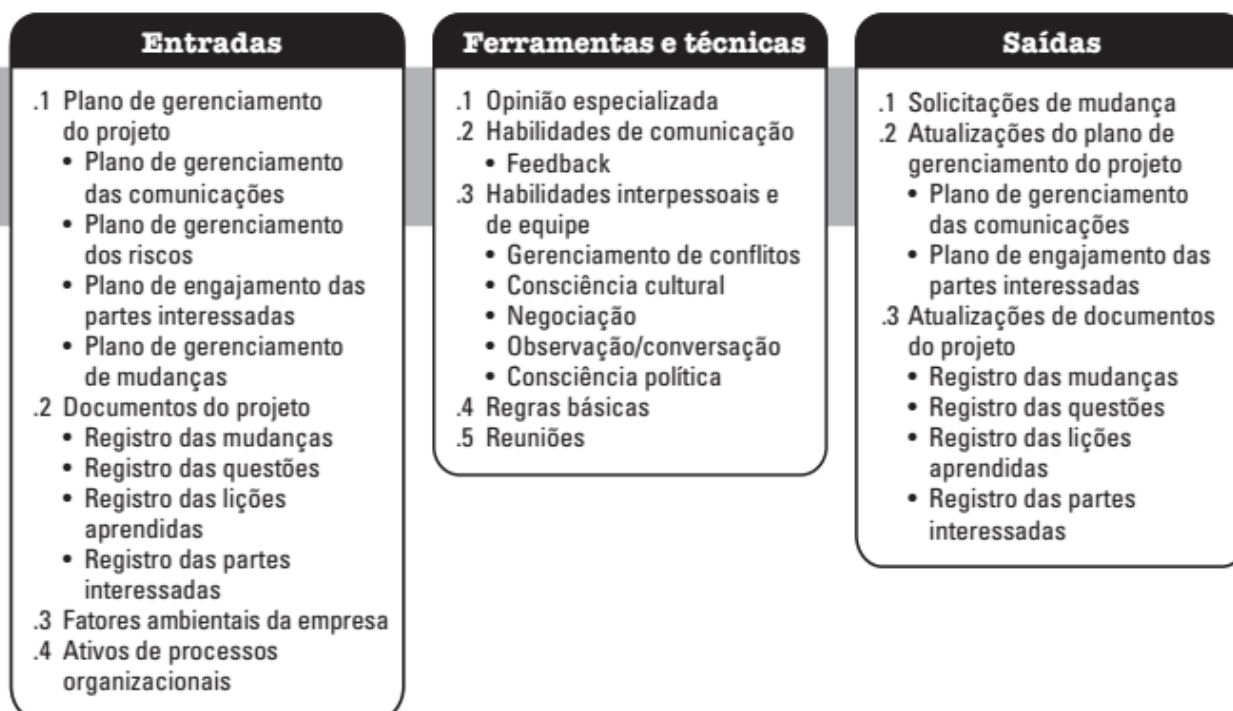 Entradas
.1 Plano de gerenciamento
do projeto
• Plano de gerenciamento
das comunicações
• Plano de gerenciamento
dos riscos
• Plano de engajamento das
partes interessadas
• Plano de gerenciamento
de mudanças
.2 Documentos do projeto
• Registro das mudanças
• Registro das questões
• Registro das lições
aprendidas
• Registro das partes
interessadas
.3 Fatores ambientais da empresa
.4 Ativos de processos
organizacionais
Ferramentas e técnicas
.1 Opinião especializada
.2 Habilidades de comunicação
• Feedback
.3 Habilidades interpessoais e
de equipe
• Gerenciamento de conflitos
• Consciência cultural
• Negociação
• Observação/conversação
• Consciência política
.4 Regras básicas
.5 Reuniões
Saídas
.1 Solicitações de mudança
.2 Atualizações do plano de
gerenciamento do projeto
• Plano de gerenciamento
das comunicações
• Plano de engajamento das
partes interessadas
.3 Atualizações de documentos
do projeto
• Registro das mudanças
• Registro das questões
• Registro das lições
aprendidas
• Registro das partes
interessadas